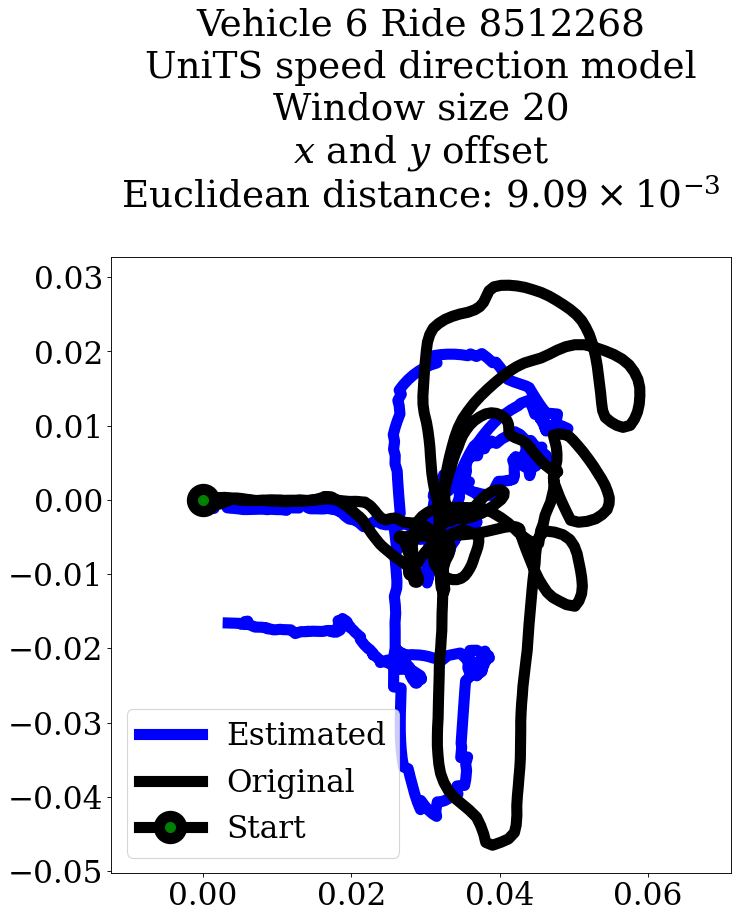 Vehicle 6 Ride 8512268
UniTS speed direction model
Window size 20
x and y offset
Euclidean distance: 9.09 × 10⁻³
0.03
0.02
0.01
0.00
−0.01
−0.02
−0.03
−0.04
−0.05
Estimated
Original
Start
0.00 0.02 0.04 0.06